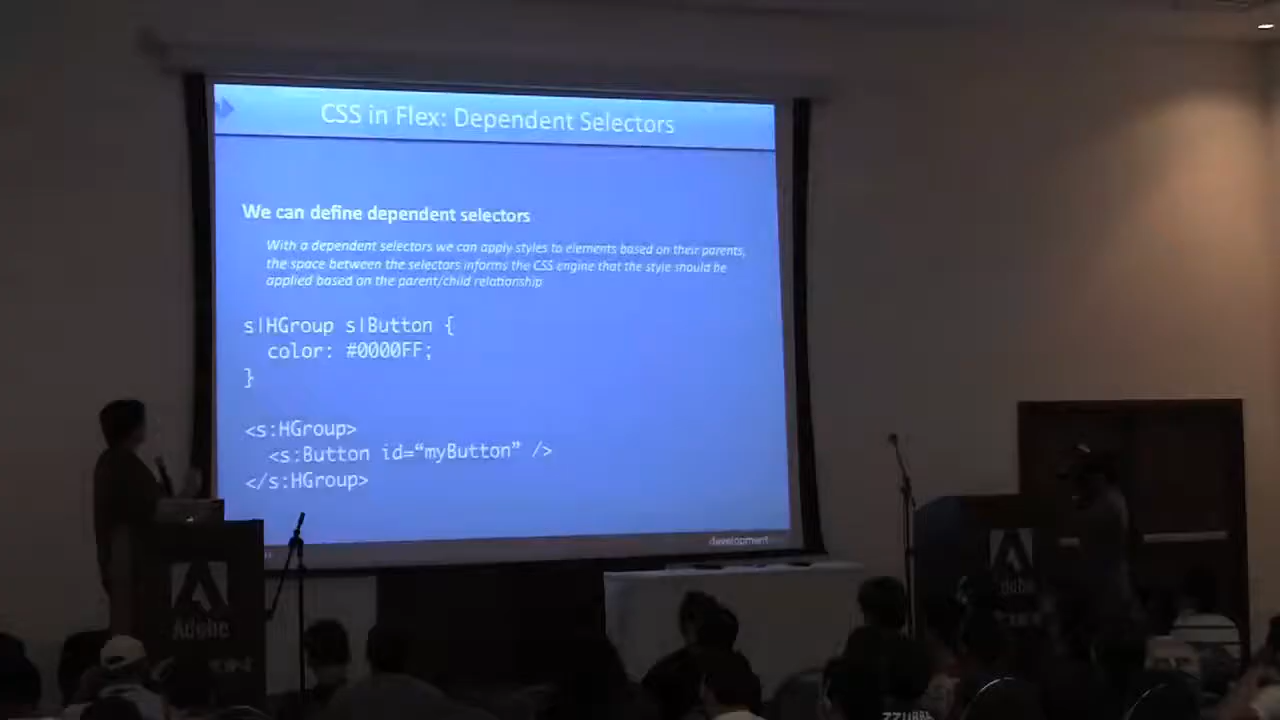 CSS in Flex: Dependent Selectors
We can define dependent selectors
With a dependent selectors we can apply styles to elements based on their parents,
the space between the selectors informs the CSS engine that the style should be
applied based on the parent/child relationship
s|HGroup s|Button {
color: #0000FF;
}
<s:HGroup>
<s:Button id=“myButton” />
</s:HGroup>
development
Adobe
Adobe